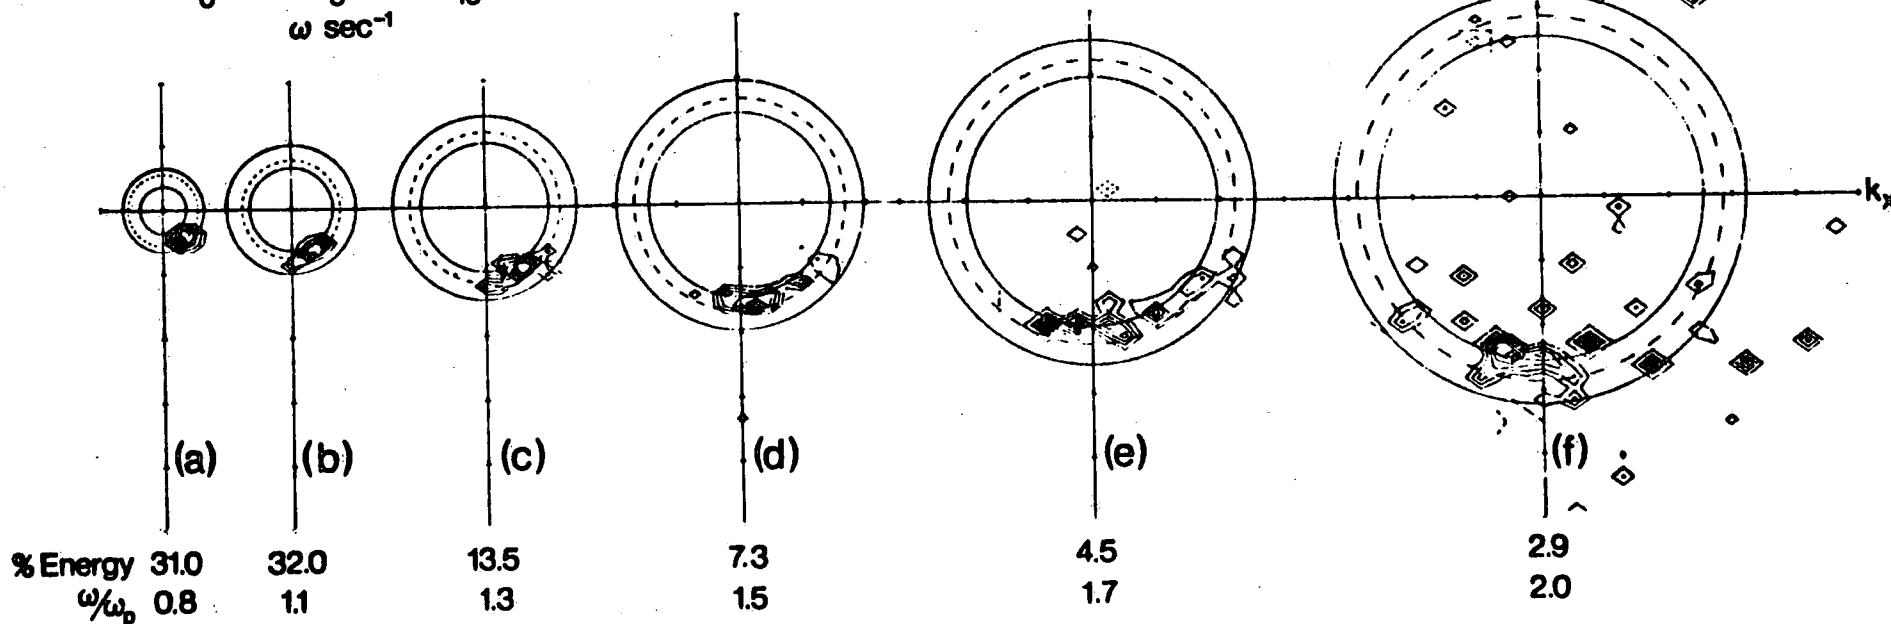 ω sec⁻¹
kₓ
(a) (b) (c) (d) (e) (f)
% Energy 31.0 32.0 13.5 7.3 4.5 2.9
ω/ωₚ 0.8 1.1 1.3 1.5 1.7 2.0